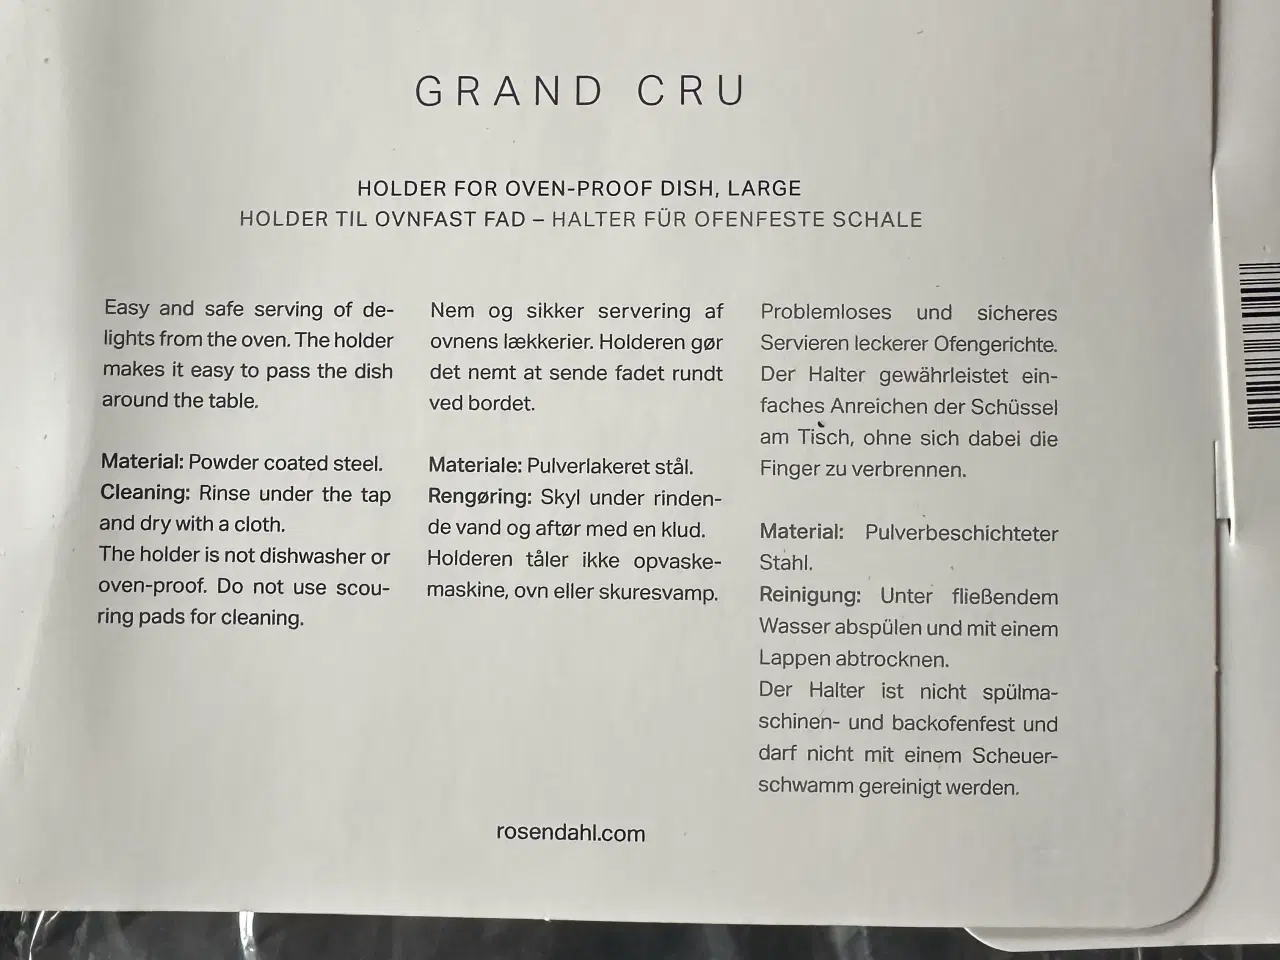 GRAND CRU
HOLDER FOR OVEN-PROOF DISH, LARGE
HOLDER TIL OVNFAST FAD – HALTER FÜR OFENFESTE SCHALE
Easy and safe serving of de-
lights from the oven. The holder
makes it easy to pass the dish
around the table.
Material: Powder coated steel.
Cleaning: Rinse under the tap
and dry with a cloth.
The holder is not dishwasher or
oven-proof. Do not use scou-
ring pads for cleaning.
Nem og sikker servering af
ovnens lækkerier. Holderen gør
det nemt at sende fadet rundt
ved bordet.
Materiale: Pulverlakeret stål.
Rengøring: Skyl under rinden-
de vand og aftør med en klud.
Holderen tåler ikke opvaske-
maskine, ovn eller skuresvamp.
Problemloses und sicheres
Servieren leckerer Ofengerichte.
Der Halter gewährleistet ein-
faches Anreichen der Schüssel
am Tisch, ohne sich dabei die
Finger zu verbrennen.
Material: Pulverbeschichteter
Stahl.
Reinigung: Unter fließendem
Wasser abspülen und mit einem
Lappen abtrocknen.
Der Halter ist nicht spülma-
schinen- und backofenfest und
darf nicht mit einem Scheuer-
schwamm gereinigt werden.
rosendahl.com